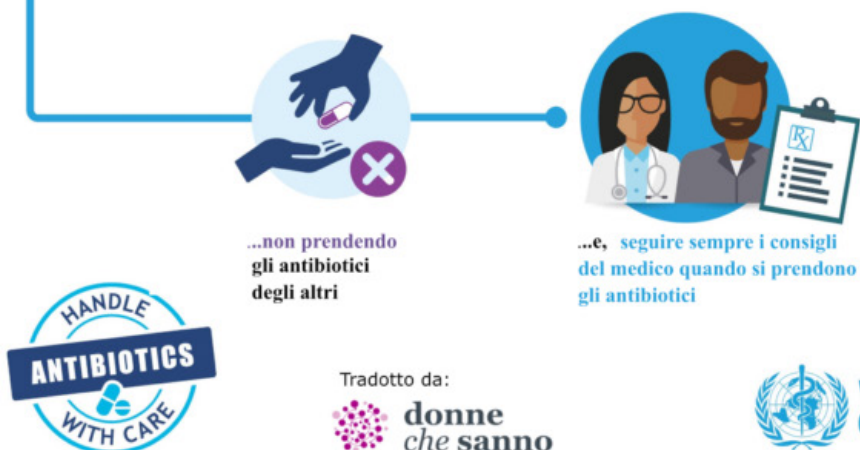 ...non prendendo
gli antibiotici
degli altri
...e, seguire sempre i consigli
del medico quando si prendono
gli antibiotici
HANDLE
ANTIBIOTICS
WITH CARE
Tradotto da:
donne
che sanno